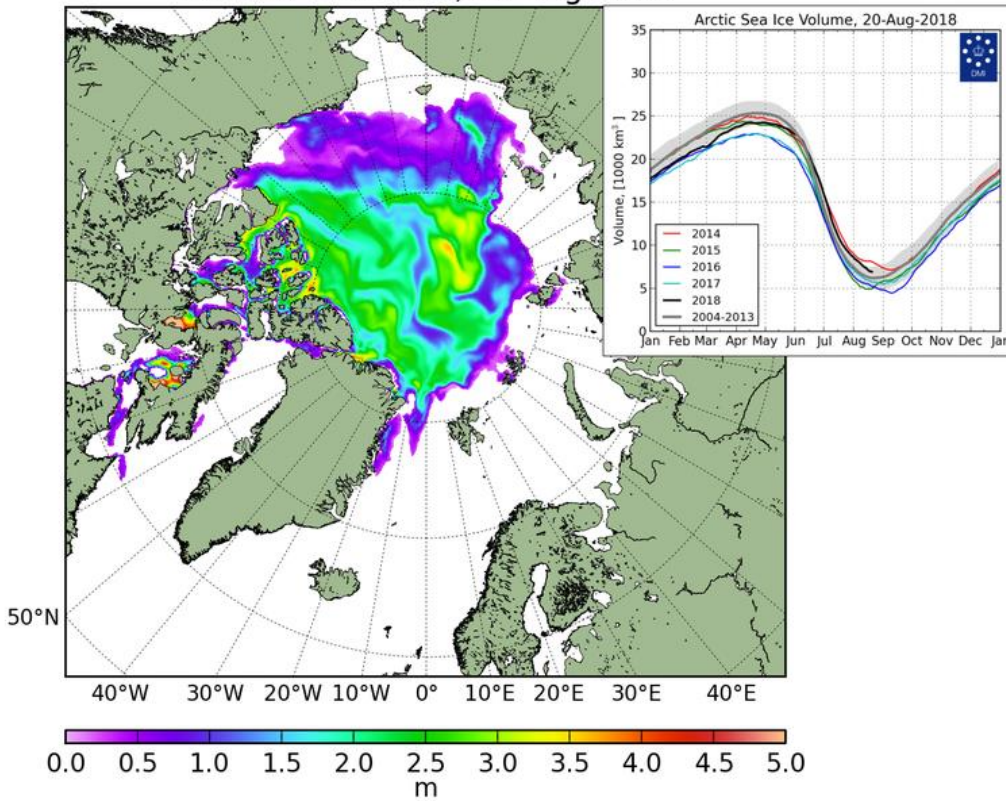 Arctic Sea Ice Volume, 20-Aug-2018
Volume, [1000 km³]
35
30
25
20
15
10
5
0
2014
2015
2016
2017
2018
2004-2013
DMI
Jan Feb Mar Apr May Jun Jul Aug Sep Oct Nov Dec Jan
50°N
40°W 30°W 20°W 10°W 0° 10°E 20°E 30°E 40°E
0.0 0.5 1.0 1.5 2.0 2.5 3.0 3.5 4.0 4.5 5.0
m